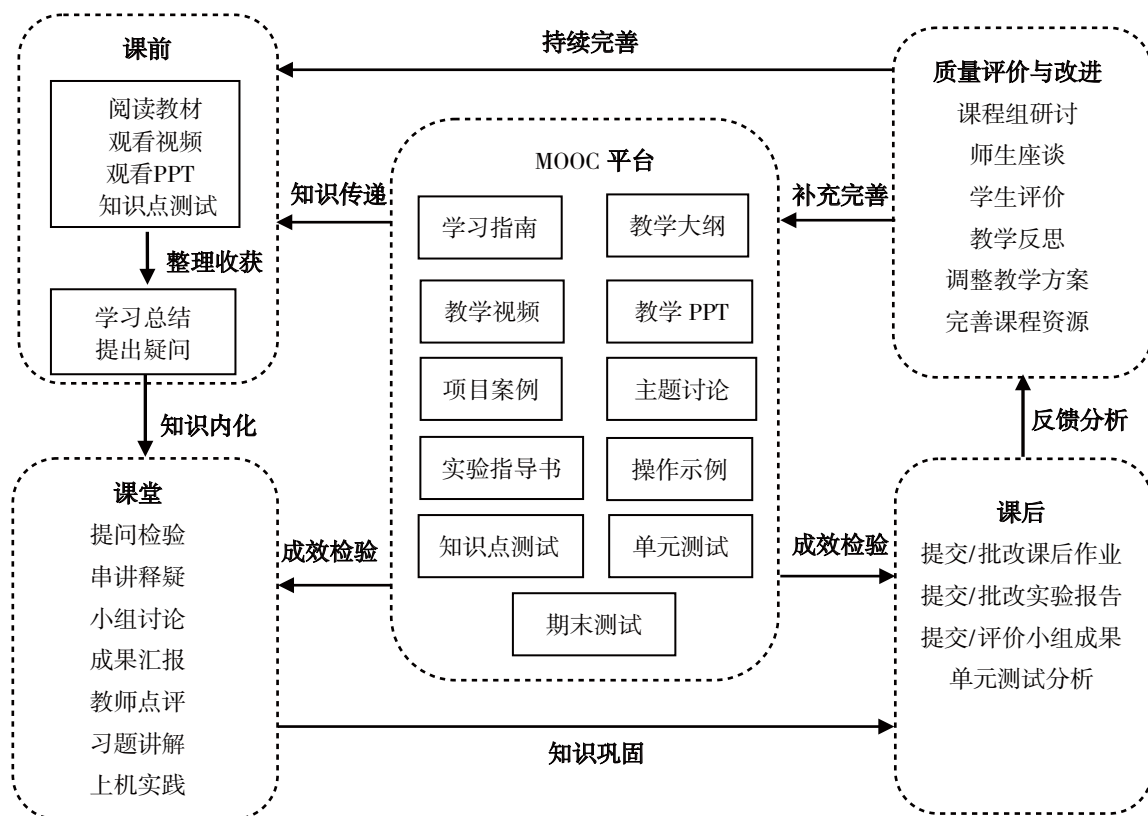 课前
阅读教材
观看视频
观看PPT
知识点测试
整理收获
学习总结
提出疑问
知识内化
课堂
提问检验
串讲释疑
小组讨论
成果汇报
教师点评
习题讲解
上机实践
持续完善
知识传递
成效检验
MOOC 平台
学习指南
教学大纲
教学视频
教学 PPT
项目案例
主题讨论
实验指导书
操作示例
知识点测试
单元测试
期末测试
补充完善
成效检验
知识巩固
质量评价与改进
课程组研讨
师生座谈
学生评价
教学反思
调整教学方案
完善课程资源
反馈分析
课后
提交/批改课后作业
提交/批改实验报告
提交/评价小组成果
单元测试分析